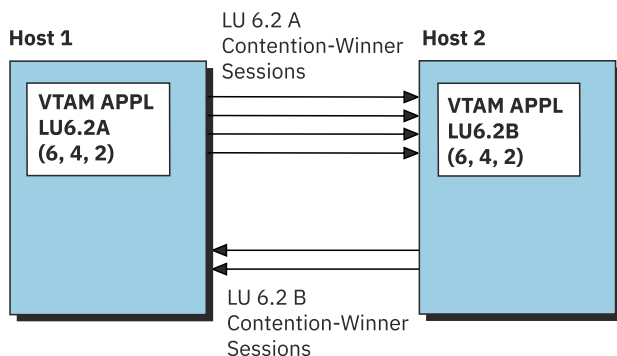 LU 6.2 A
Contention-Winner
Sessions
Host 1
Host 2
VTAM APPL
LU6.2A
(6, 4, 2)
VTAM APPL
LU6.2B
(6, 4, 2)
LU 6.2 B
Contention-Winner
Sessions